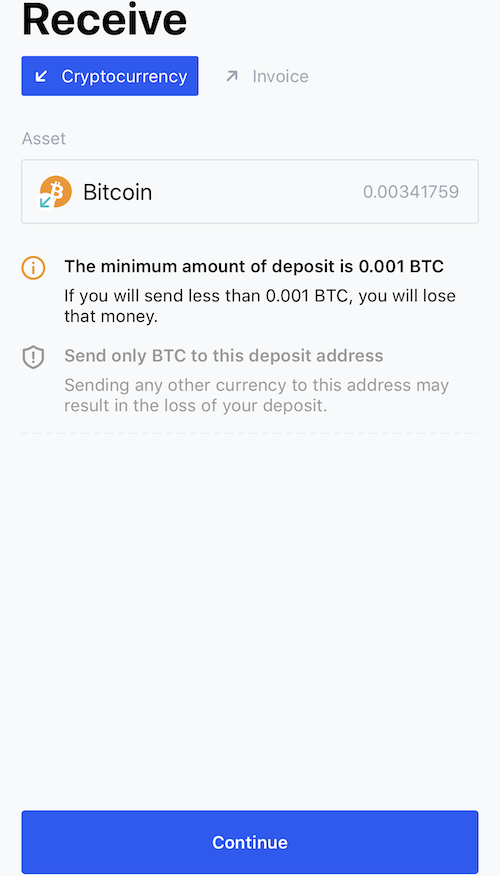 Receive
Cryptocurrency
Invoice
Asset
Bitcoin
0.00341759
The minimum amount of deposit is 0.001 BTC
If you will send less than 0.001 BTC, you will lose
that money.
Send only BTC to this deposit address
Sending any other currency to this address may
result in the loss of your deposit.
Continue